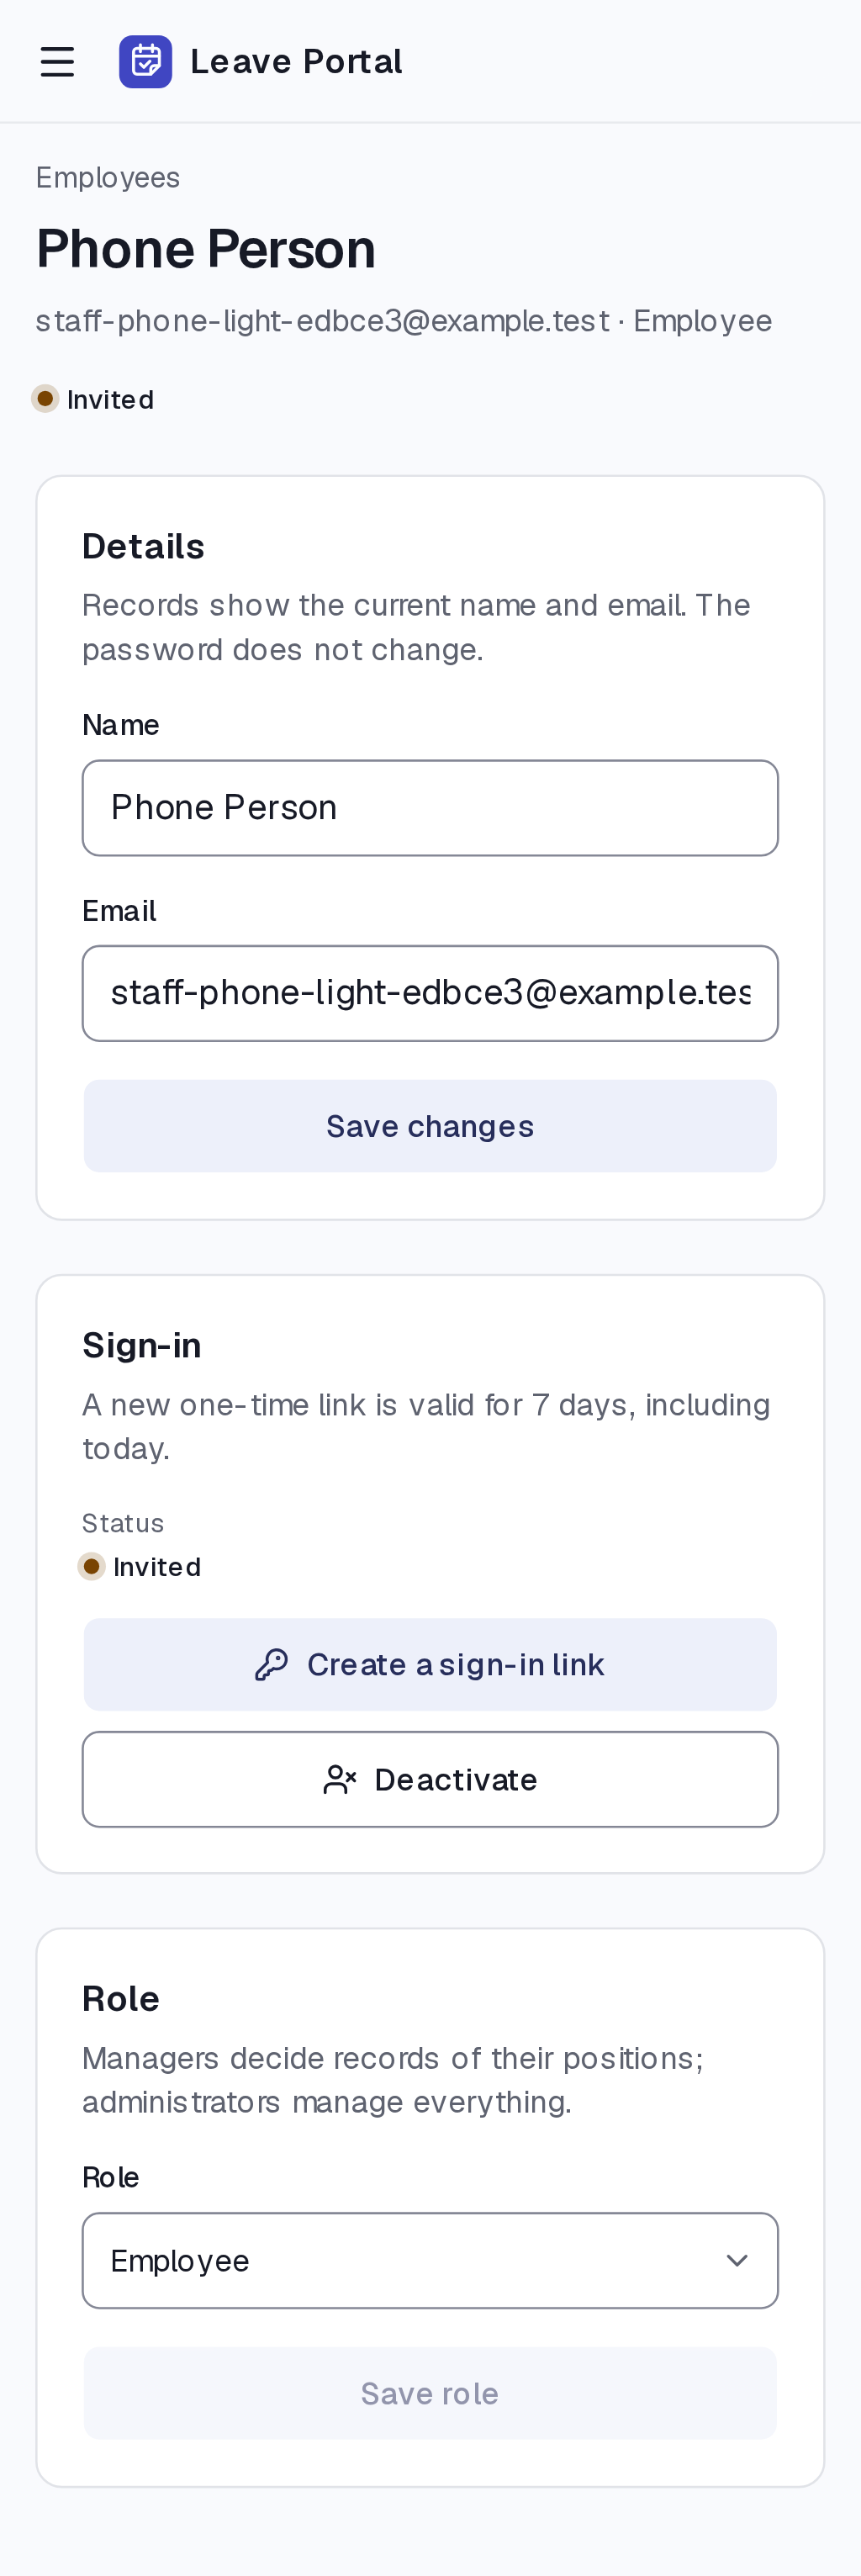 Leave Portal
Employees
Phone Person
staff-phone-light-edbce3@example.test · Employee
Invited
Details
Records show the current name and email. The
password does not change.
Name
Phone Person
Email
staff-phone-light-edbce3@example.tes
Save changes
Sign-in
A new one-time link is valid for 7 days, including
today.
Status
Invited
Create a sign-in link
Deactivate
Role
Managers decide records of their positions;
administrators manage everything.
Role
Employee
Save role